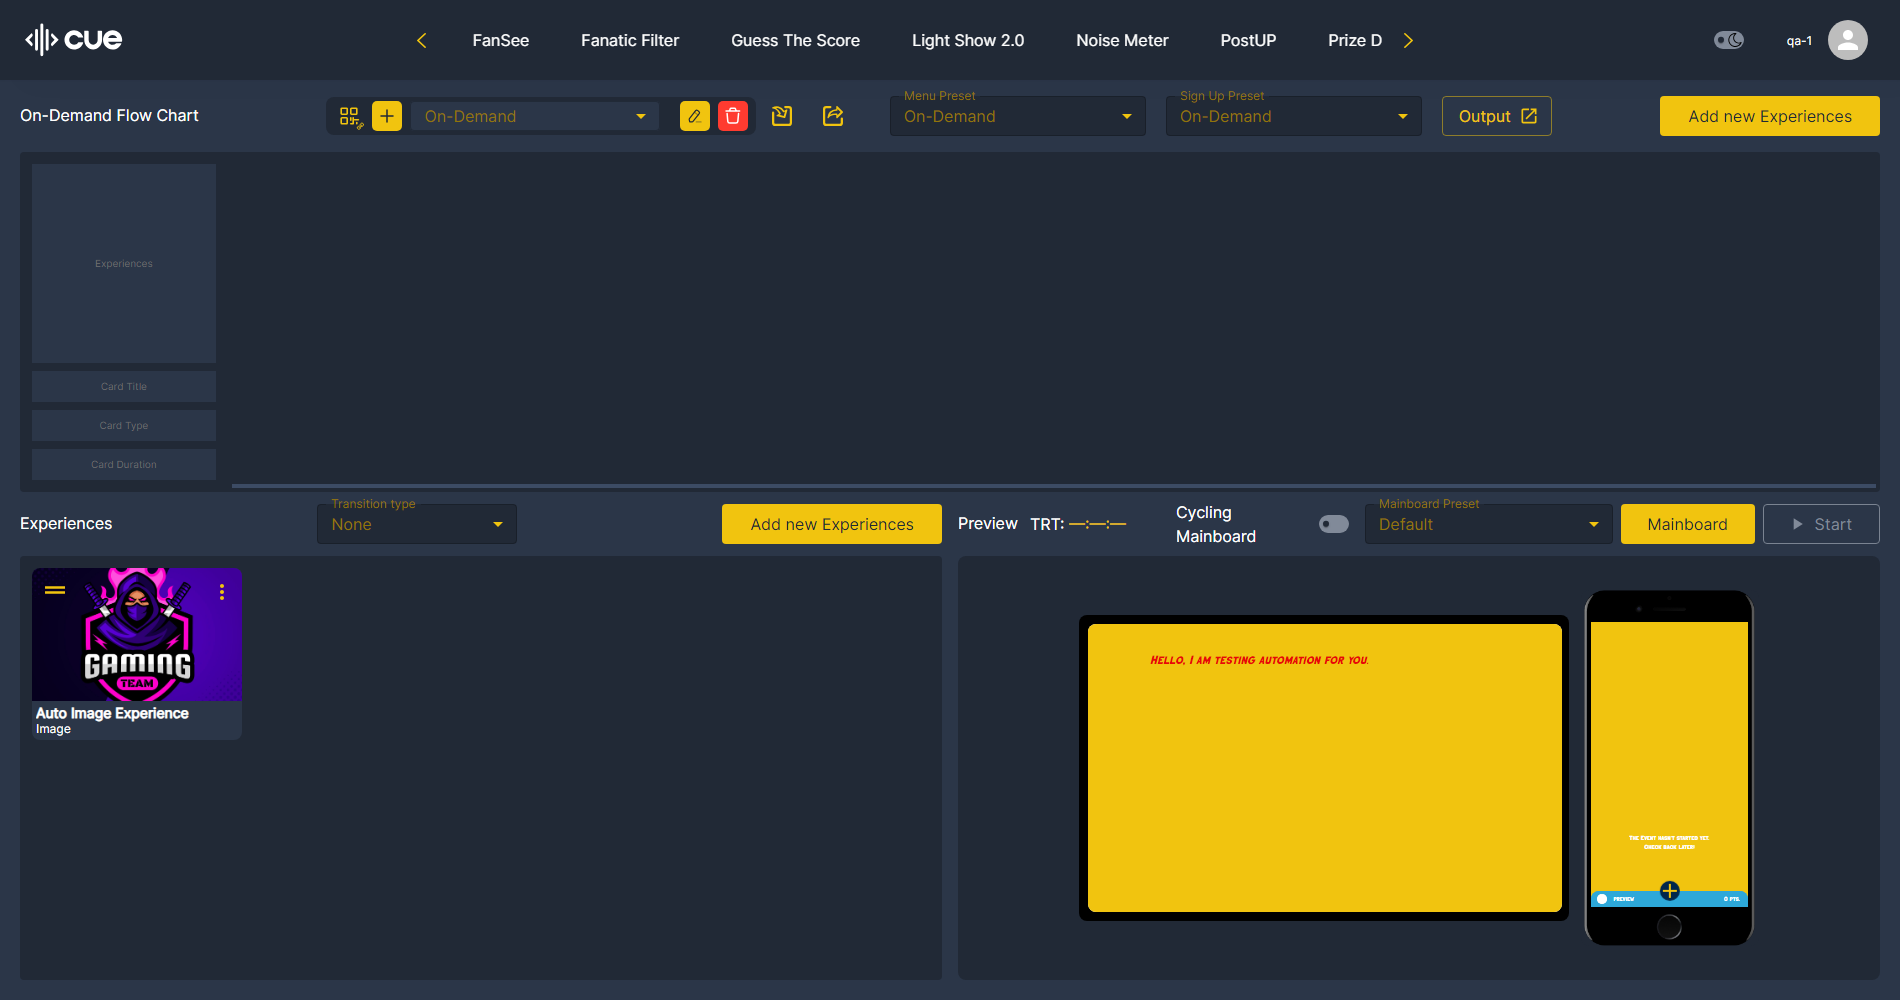 cue
FanSee
Fanatic Filter
Guess The Score
Light Show 2.0
Noise Meter
PostUP
Prize D
qa-1
On-Demand Flow Chart
On-Demand
Menu Preset
On-Demand
Sign Up Preset
On-Demand
Output
Add new Experiences
Experiences
Card Title
Card Type
Card Duration
Experiences
Transition type
None
Add new Experiences
Preview
TRT: —:—:—
Cycling
Mainboard
Mainboard Preset
Default
Mainboard
Start
GAMING
TEAM
Auto Image Experience
Image
Hello, I am testing automation for you.
The event hasn't started yet.
Check back later!
PREVIEW
0 PTS.